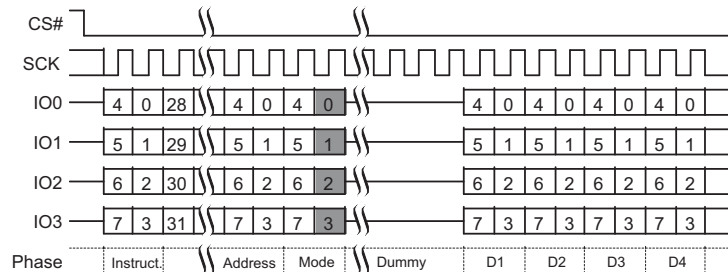 CS#
SCK
IO0 4 0 28 4 0 4 0 4 0 4 0 4 0 4 0
IO1 5 1 29 5 1 5 1 5 1 5 1 5 1 5 1
IO2 6 2 30 6 2 6 2 6 2 6 2 6 2 6 2
IO3 7 3 31 7 3 7 3 7 3 7 3 7 3 7 3
Phase Instruct. Address Mode Dummy D1 D2 D3 D4